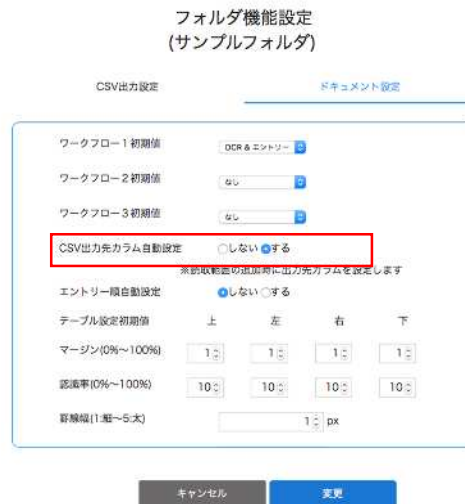 フォルダ機能設定
(サンプルフォルダ)
CSV出力設定 ドキュメント設定
ワークフロー1初期値 OCR & エントリー
ワークフロー2初期値 なし
ワークフロー3初期値 なし
CSV出力先カラム自動設定 しない する
※読取範囲の追加時に出力先カラムを設定します
エントリー順自動設定 しない する
テーブル設定初期値 上 左 右 下
マージン(0%〜100%) 1 1 1 1
認識率(0%〜100%) 10 10 10 10
罫線幅(1:細〜5:太) 1 px
キャンセル 変更